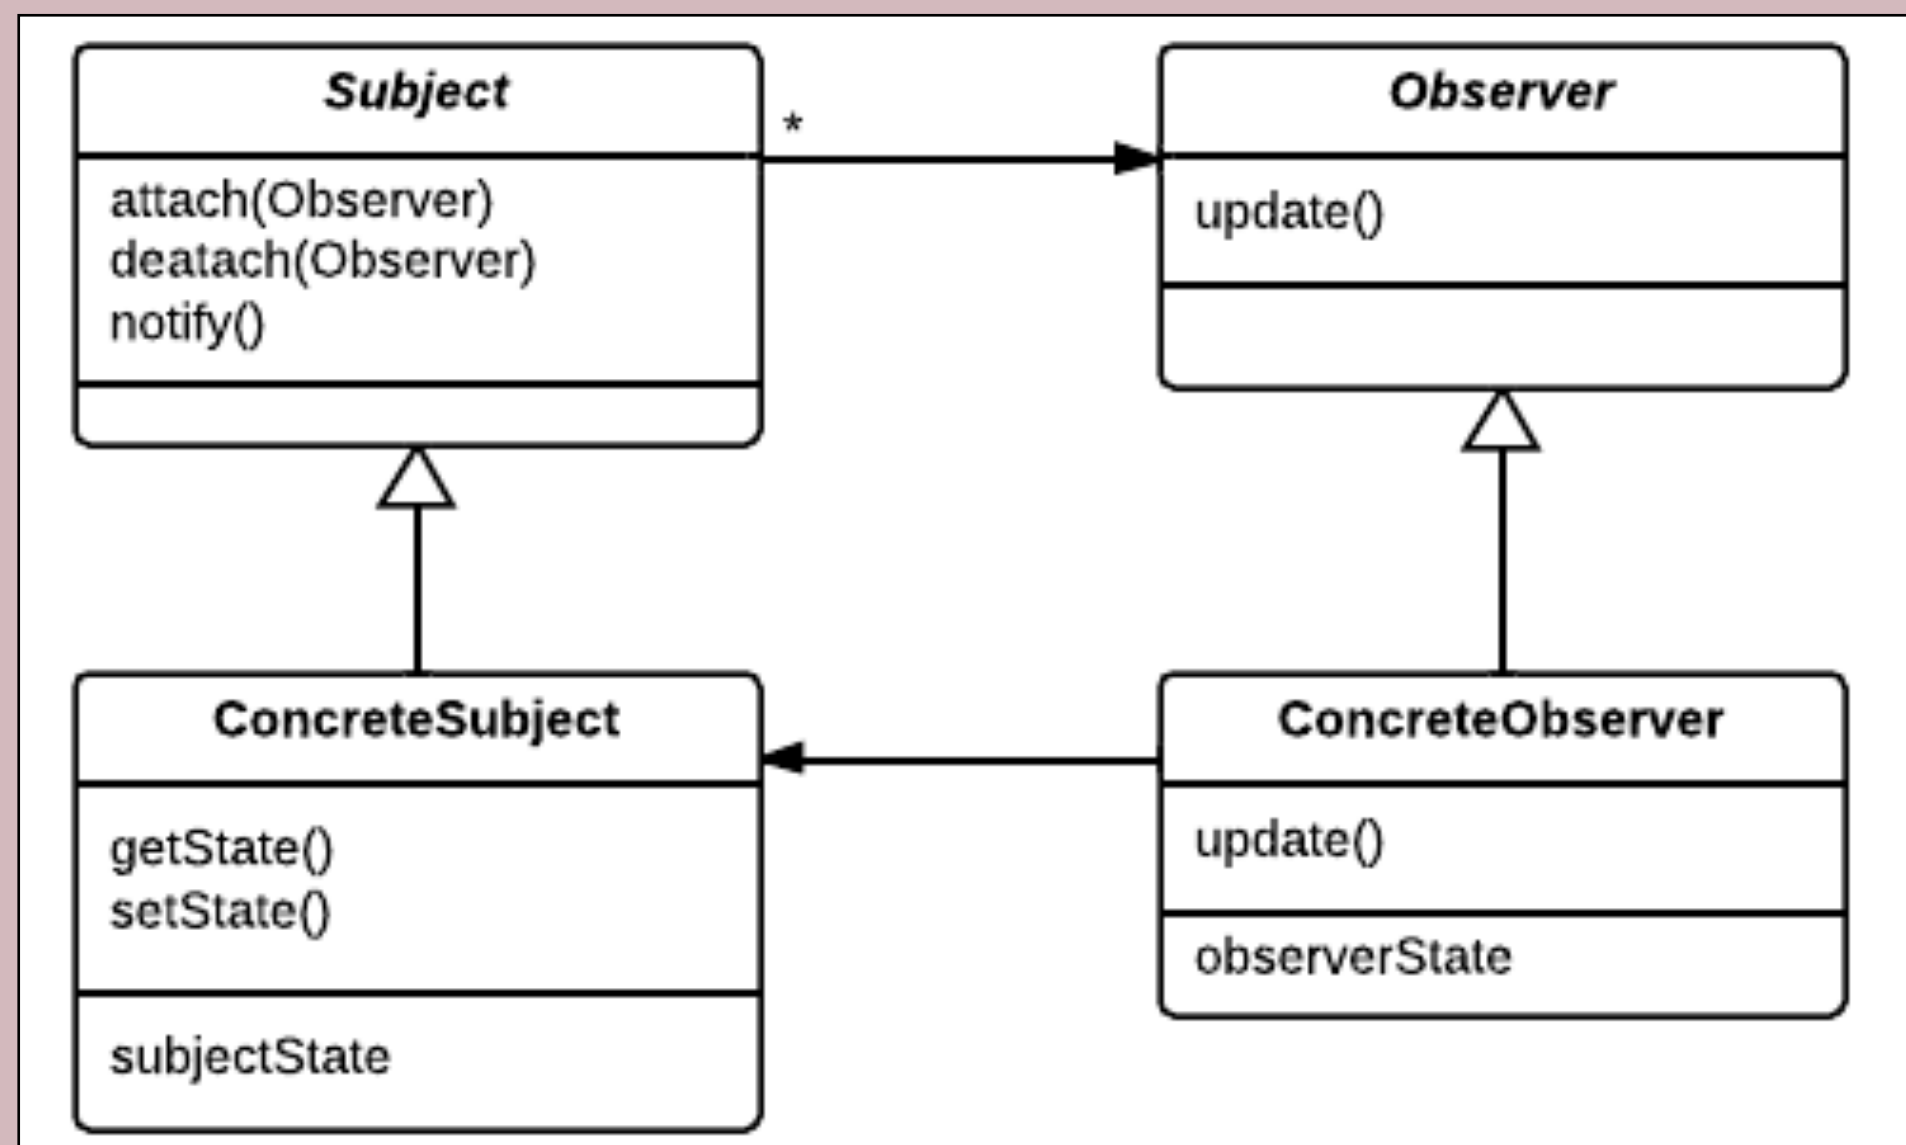 Subject
attach(Observer)
deatach(Observer)
notify()
*
Observer
update()
ConcreteSubject
getState()
setState()
subjectState
ConcreteObserver
update()
observerState